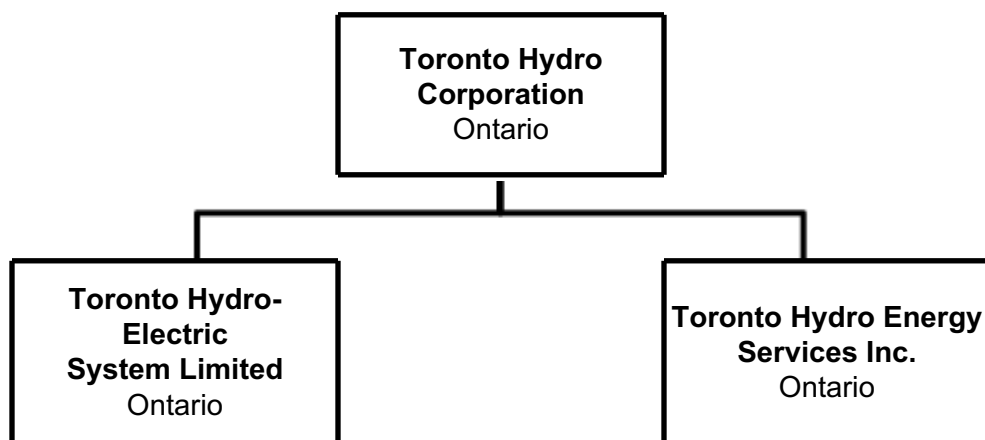 Toronto Hydro
Corporation
Ontario
Toronto Hydro-
Electric
System Limited
Ontario
Toronto Hydro Energy
Services Inc.
Ontario